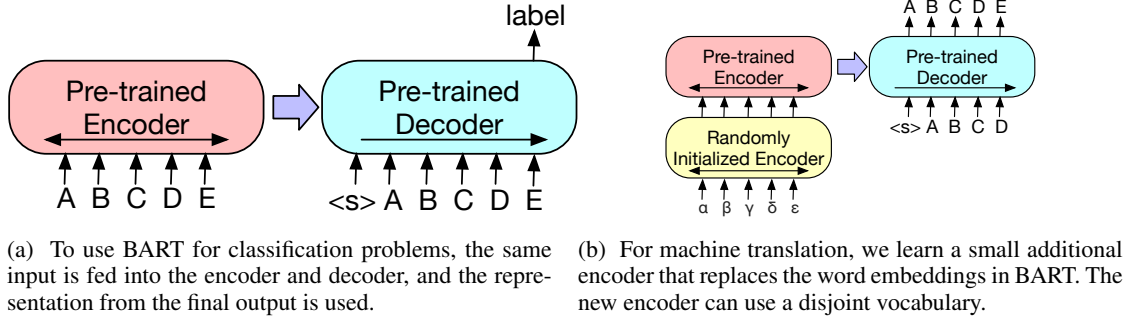 label
Pre-trained
Encoder
Pre-trained
Decoder
A B C D E
<s> A B C D E
(a) To use BART for classification problems, the same
input is fed into the encoder and decoder, and the repre-
sentation from the final output is used.
A B C D E
Pre-trained
Encoder
Pre-trained
Decoder
<s> A B C D
Randomly
Initialized Encoder
α β γ δ ε
(b) For machine translation, we learn a small additional
encoder that replaces the word embeddings in BART. The
new encoder can use a disjoint vocabulary.